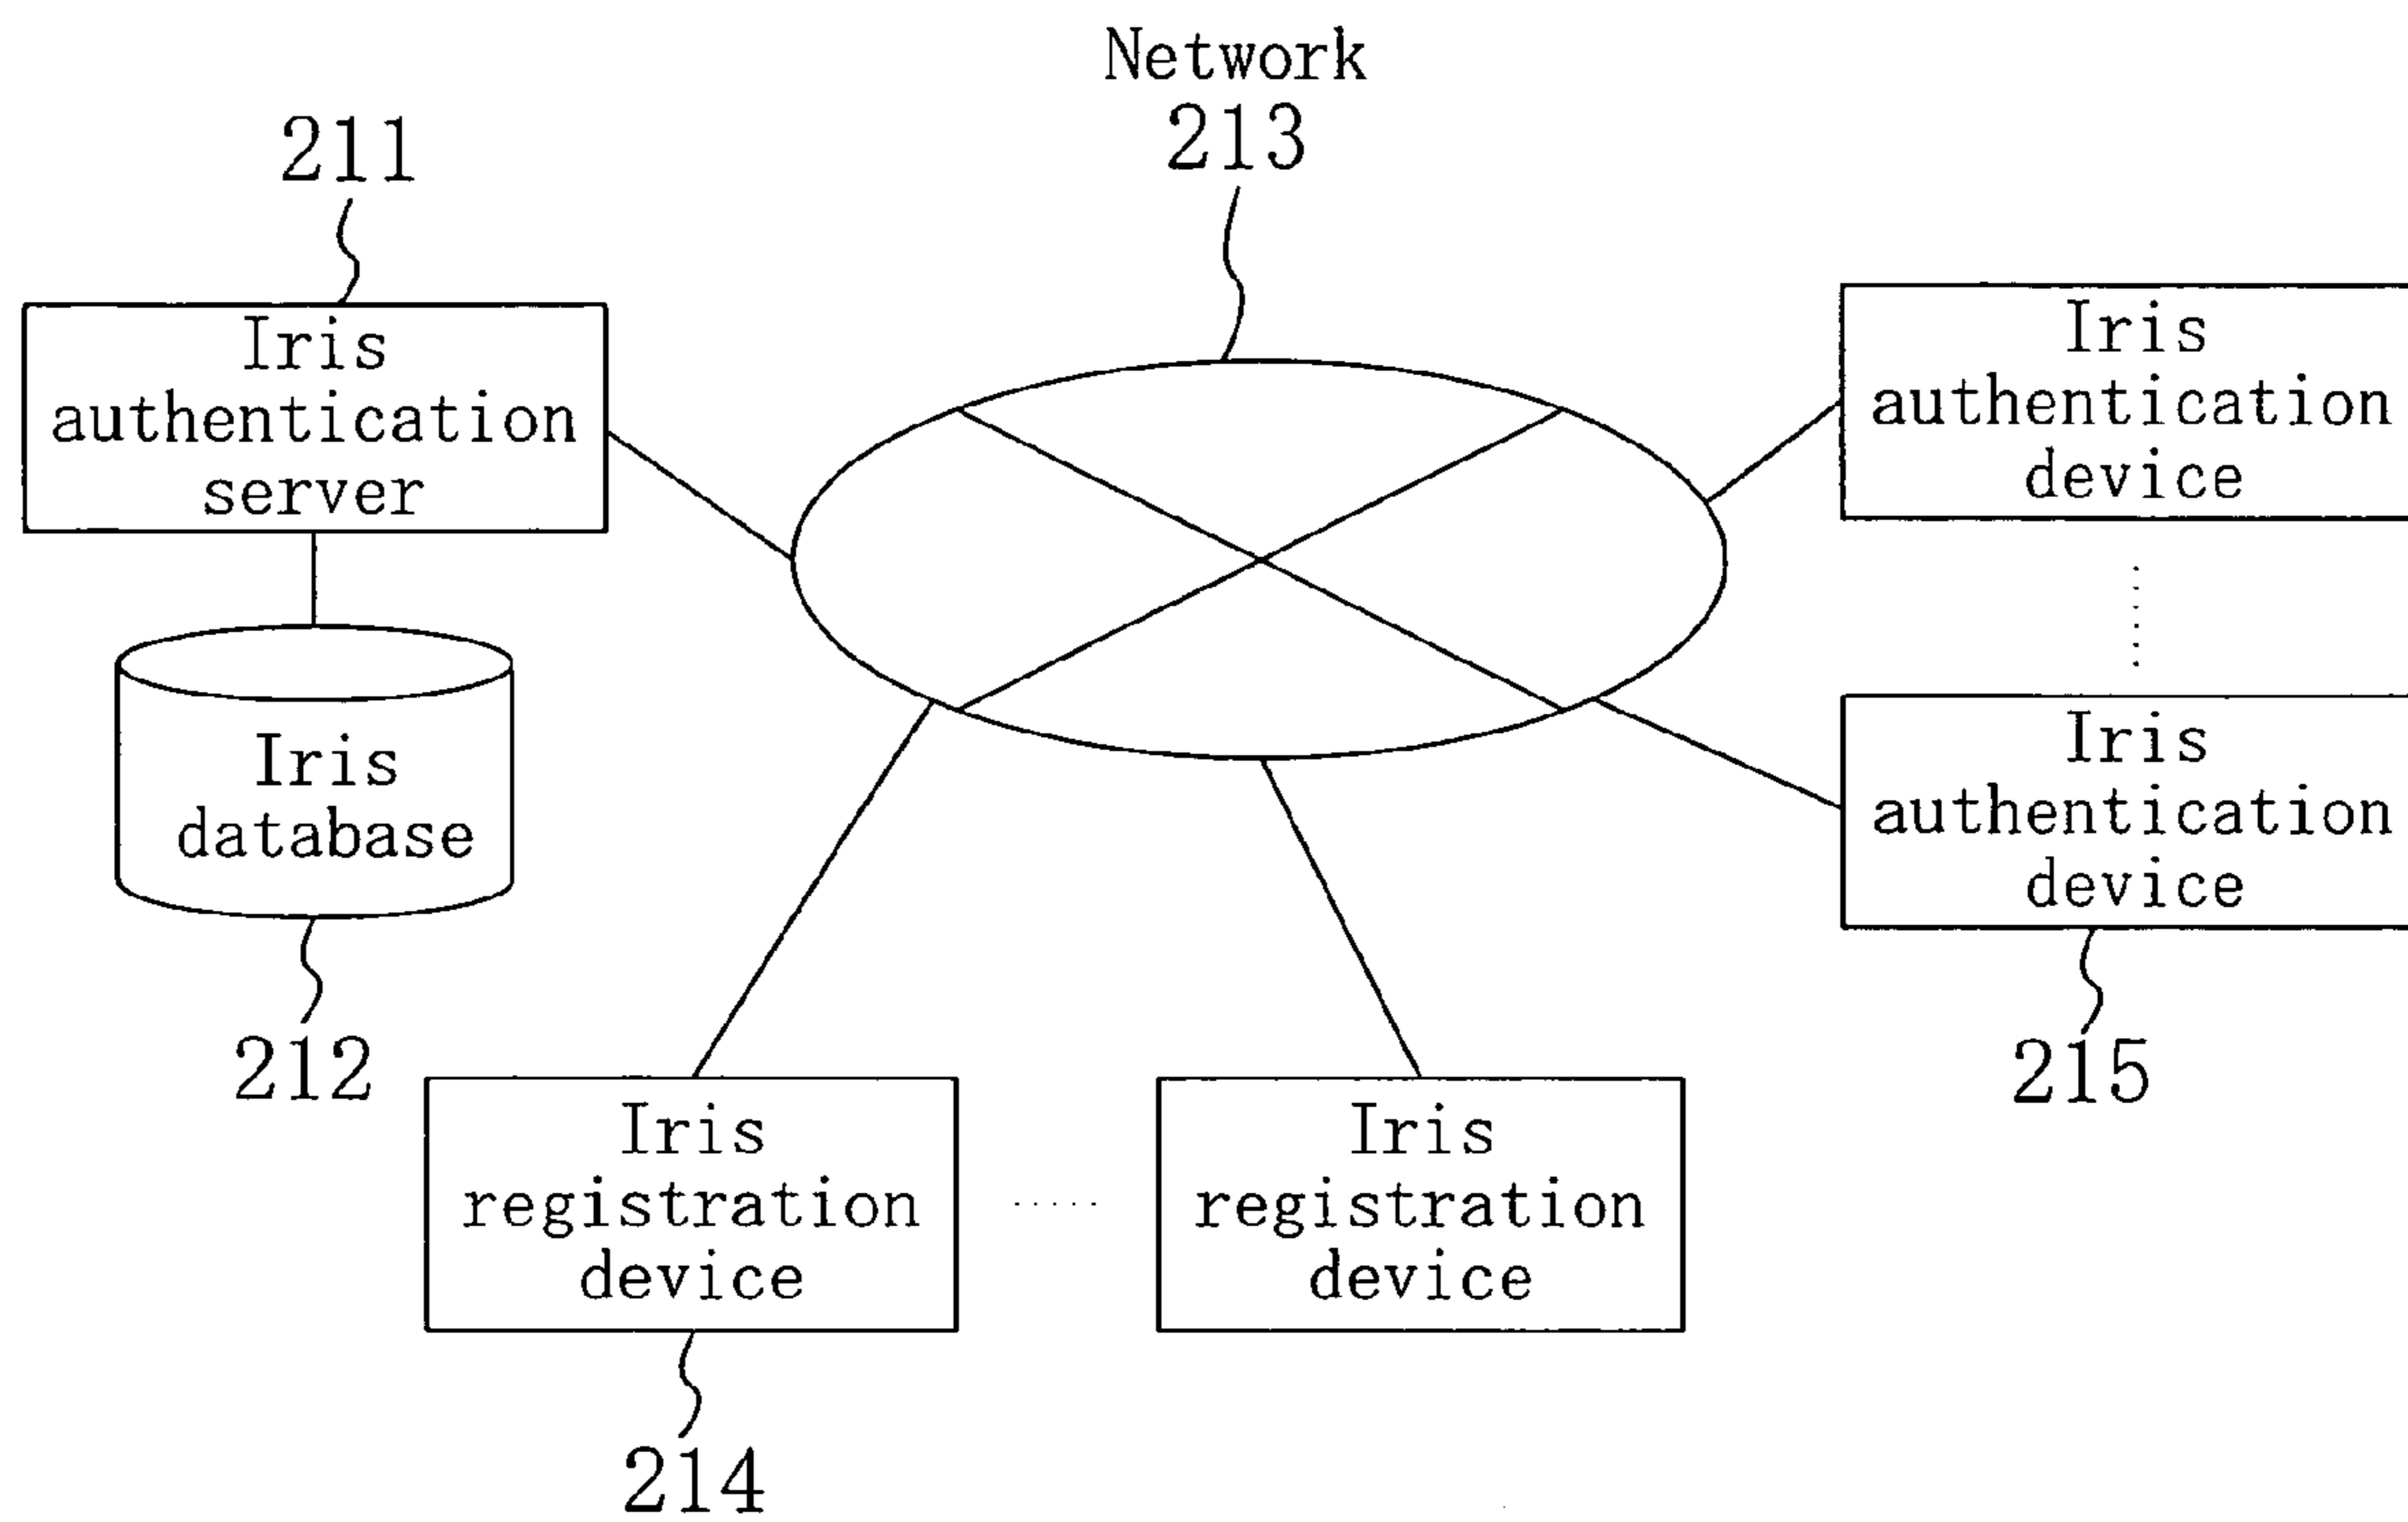 Network
213
211
Iris
authentication
server
Iris
authentication
device
Iris
database
Iris
authentication
device
212
215
Iris
registration
device
Iris
registration
device
214